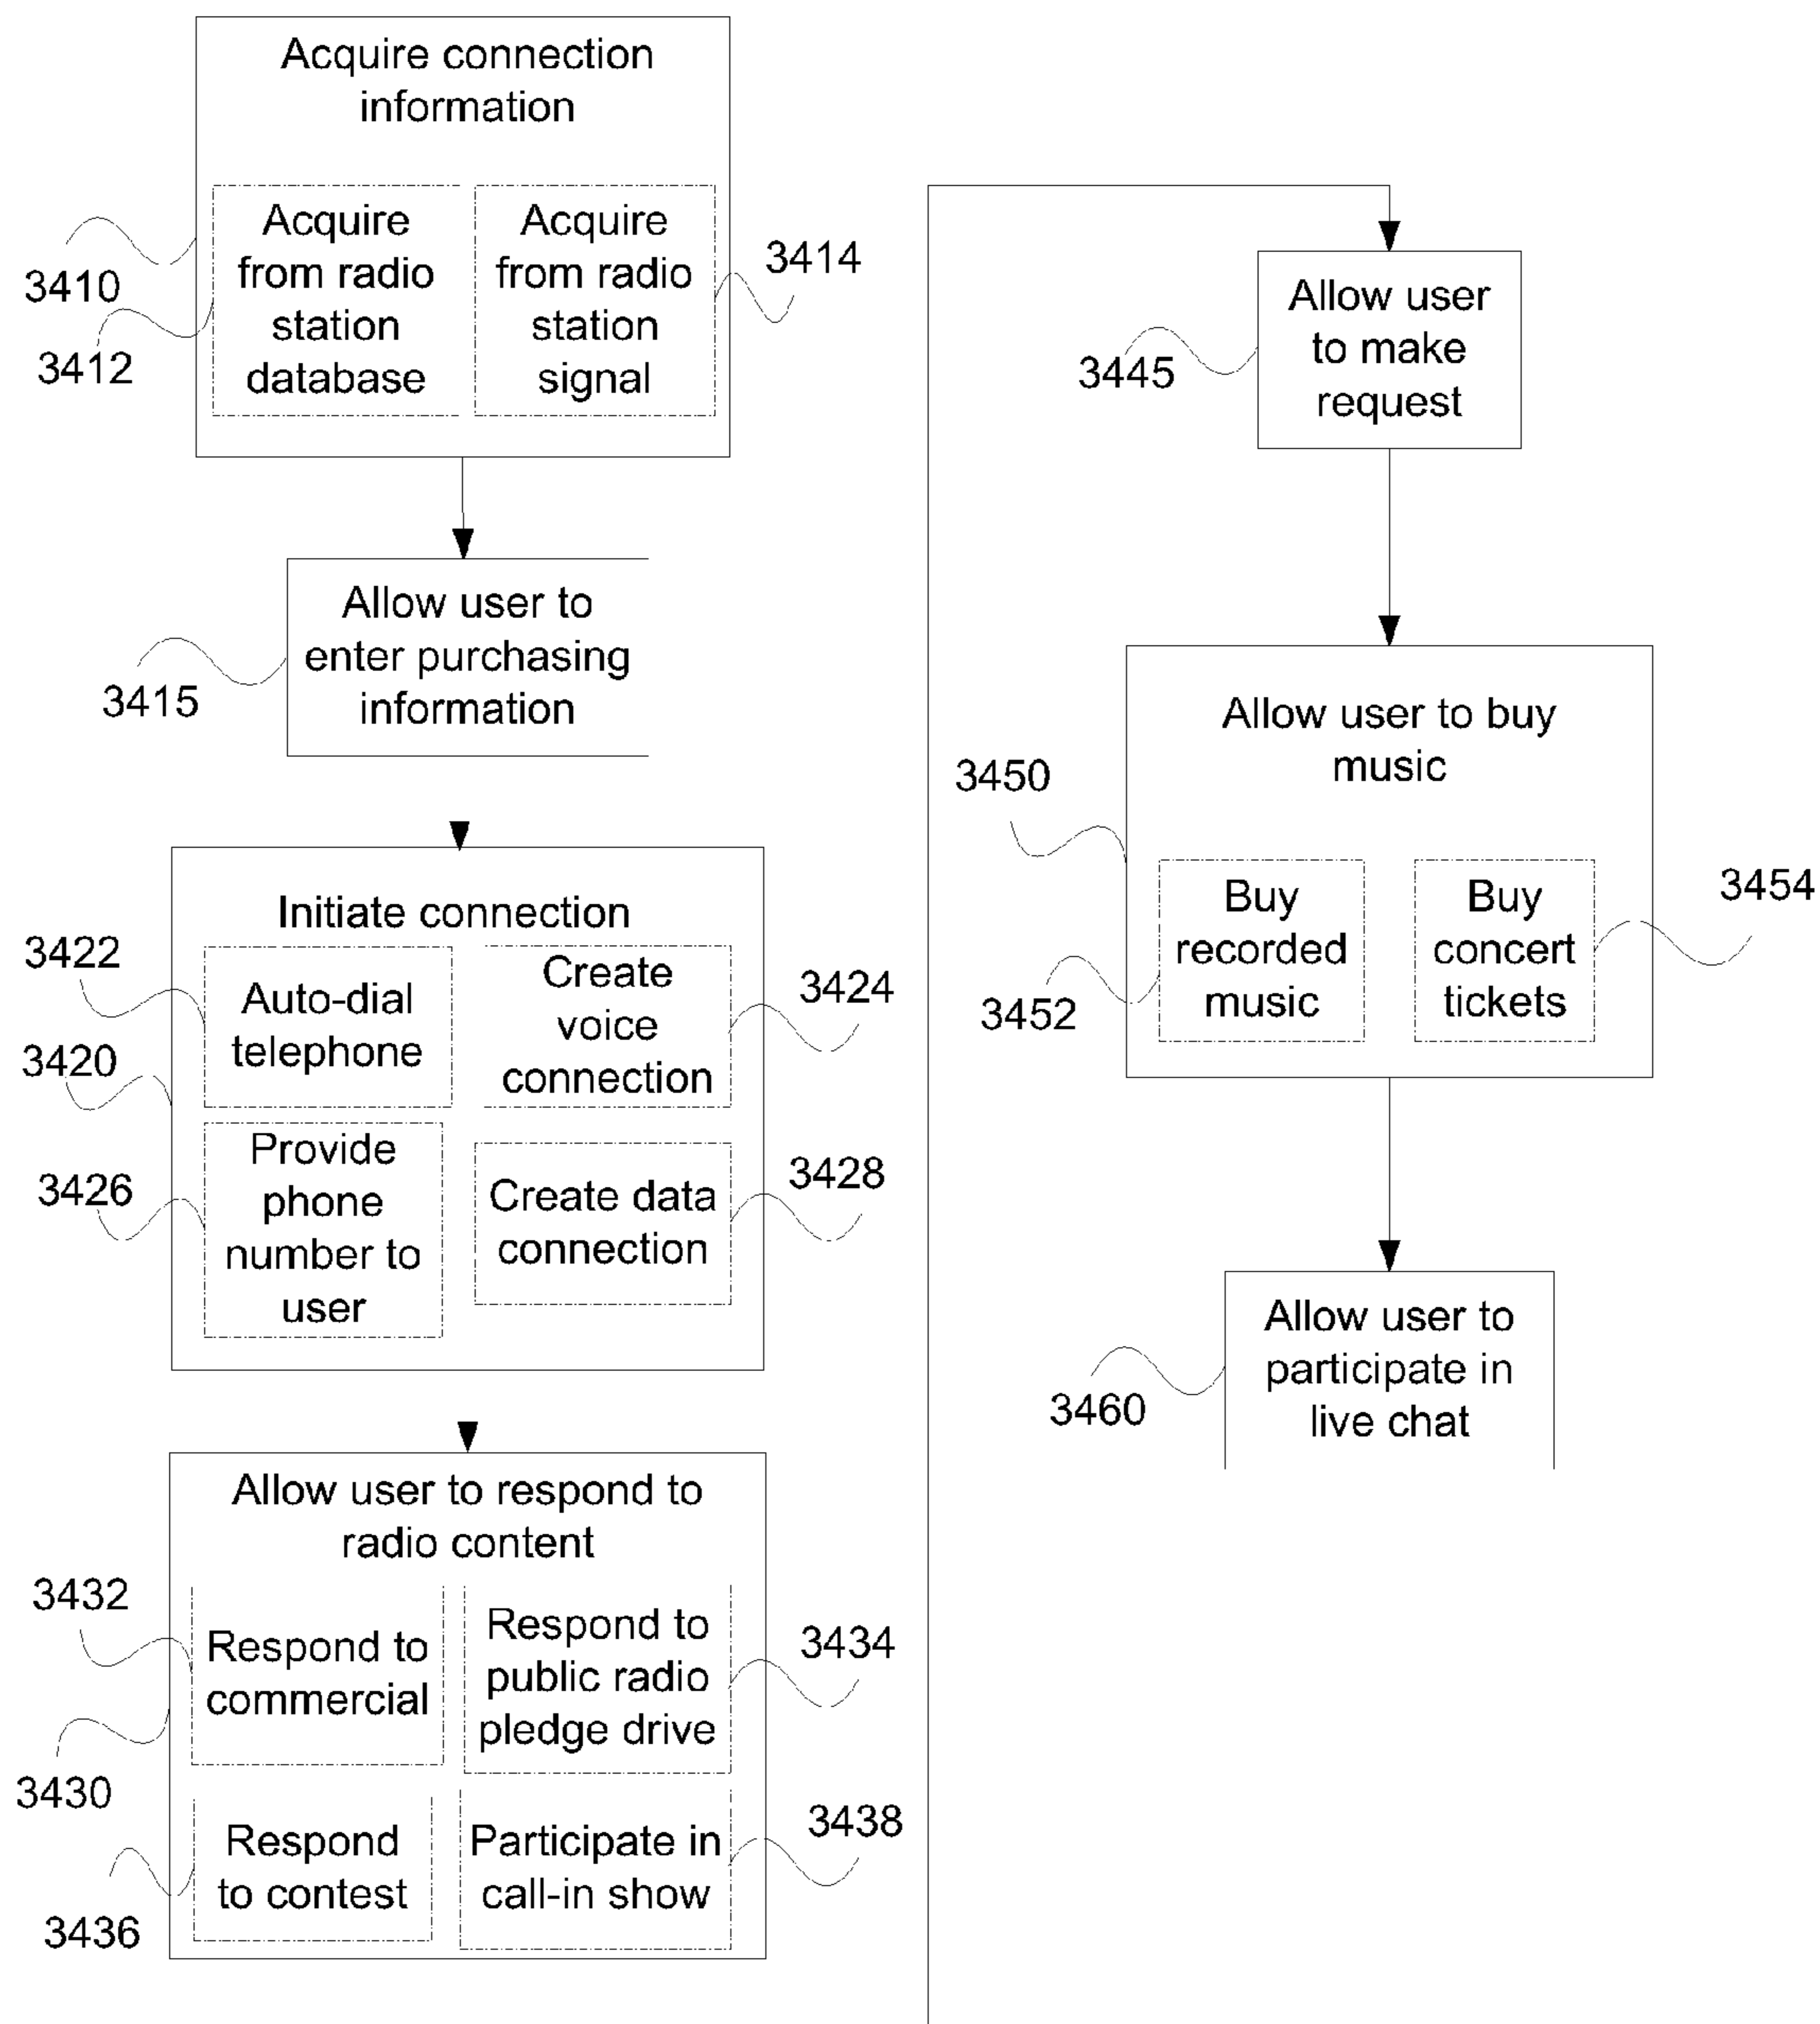 Acquire connection
information
Acquire
from radio
station
database
Acquire
from radio
station
signal
3410
3412
3414
Allow user to
enter purchasing
information
3415
Initiate connection
3422
Auto-dial
telephone
Create
voice
connection
3424
3420
3426
Provide
phone
number to
user
Create data
connection
3428
Allow user to respond to
radio content
3432
Respond to
commercial
Respond to
public radio
pledge drive
3434
3430
Respond
to contest
3436
Participate in
call-in show
3438
Allow user
to make
request
3445
Allow user to buy
music
3450
Buy
recorded
music
3452
Buy
concert
tickets
3454
Allow user to
participate in
live chat
3460